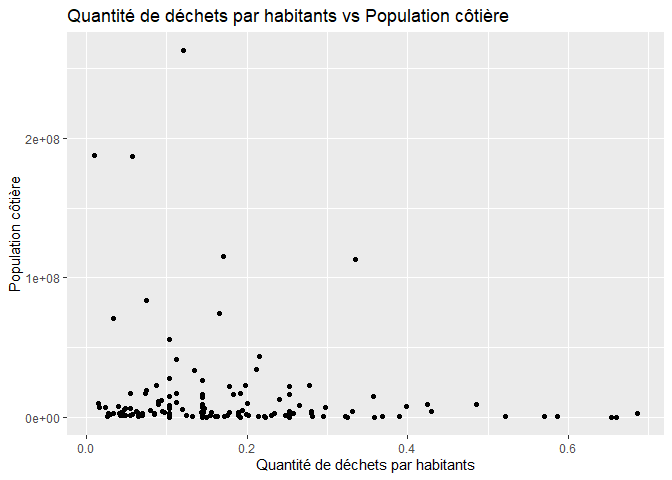 Quantité de déchets par habitants vs Population côtière
Population côtière
2e+08
1e+08
0e+00
0.0
0.2
0.4
0.6
Quantité de déchets par habitants